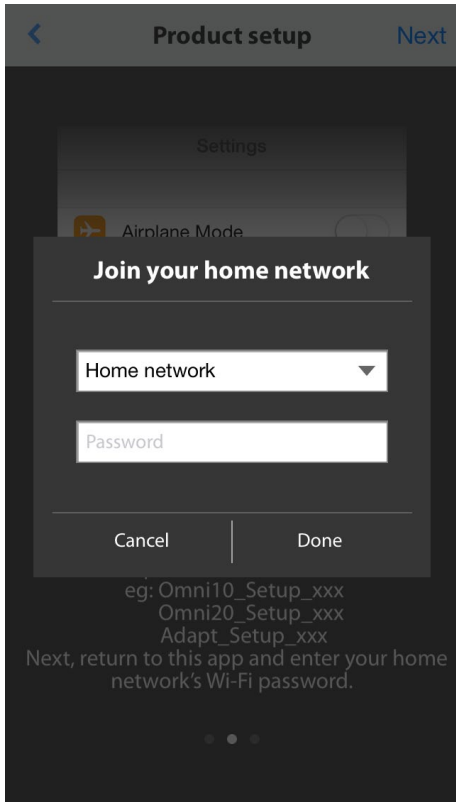 Product setup
Next
Settings
Airplane Mode
Join your home network
Home network
Password
Cancel
Done
eg: Omni10_Setup_xxx
Omni20_Setup_xxx
Adapt_Setup_xxx
Next, return to this app and enter your home
network's Wi-Fi password.